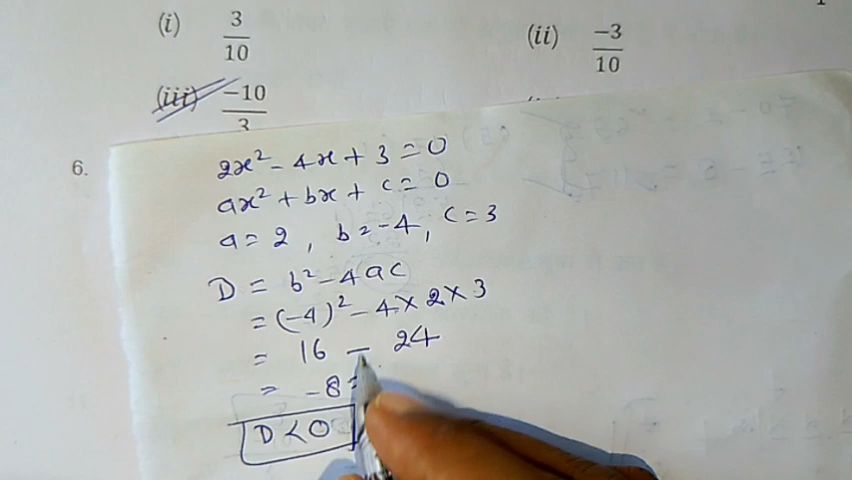 (i) 3/10 (ii) -3/10
(iii) -10/3
6.
2x² - 4x + 3 = 0
ax² + bx + c = 0
a = 2, b = -4, c = 3
D = b² - 4ac
= (-4)² - 4 × 2 × 3
= 16 - 24
= -8
D < 0